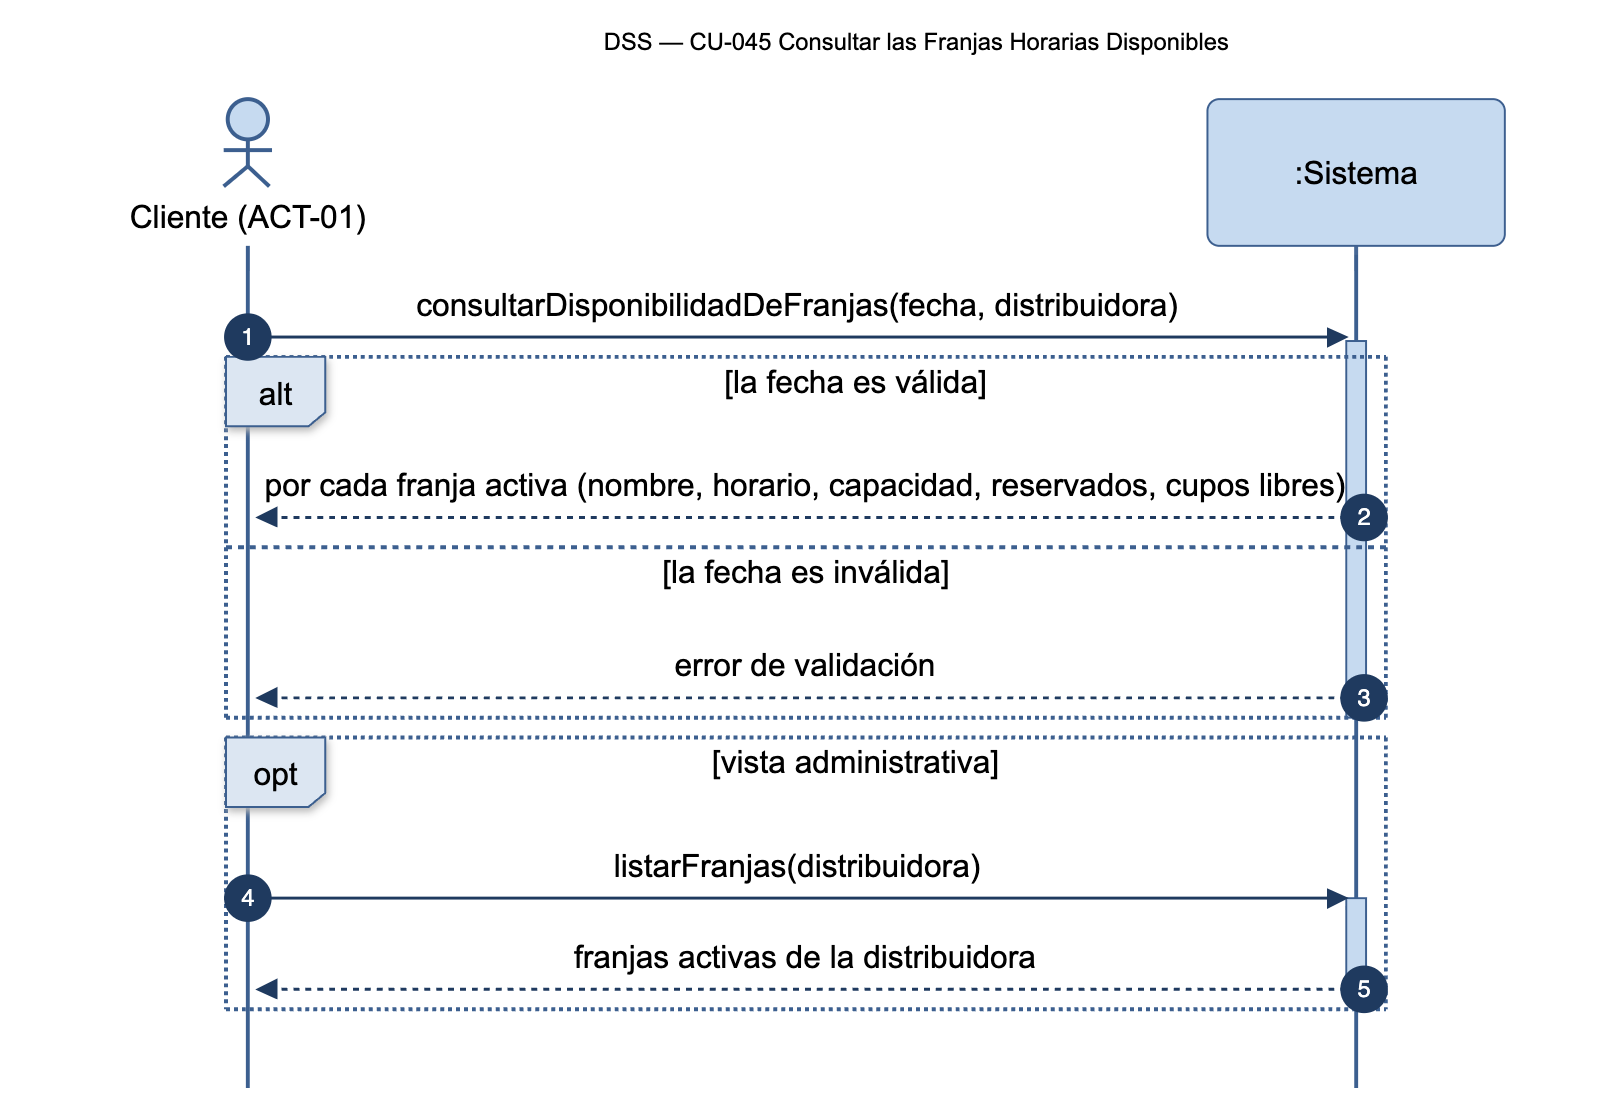 DSS — CU-045 Consultar las Franjas Horarias Disponibles
:Sistema
Cliente (ACT-01)
consultarDisponibilidadDeFranjas(fecha, distribuidora)
1
alt
[la fecha es válida]
por cada franja activa (nombre, horario, capacidad, reservados, cupos libres)
2
[la fecha es inválida]
error de validación
3
opt
[vista administrativa]
listarFranjas(distribuidora)
4
franjas activas de la distribuidora
5